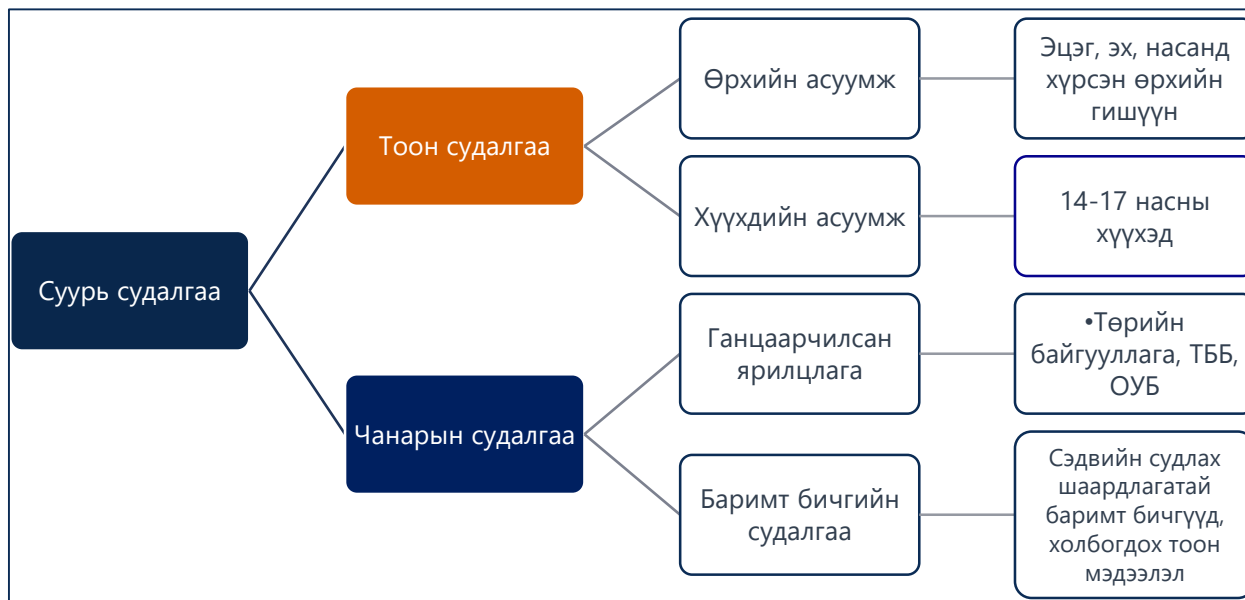 Суурь судалгаа
Тоон судалгаа
Өрхийн асуумж
Эцэг, эх, насанд
хүрсэн өрхийн
гишүүн
Хүүхдийн асуумж
14-17 насны
хүүхэд
Чанарын судалгаа
Ганцаарчилсан
ярилцлага
•Төрийн
байгууллага, ТББ,
ОУБ
Баримт бичгийн
судалгаа
Сэдвийн судлах
шаардлагатай
баримт бичгүүд,
холбогдох тоон
мэдээлэл